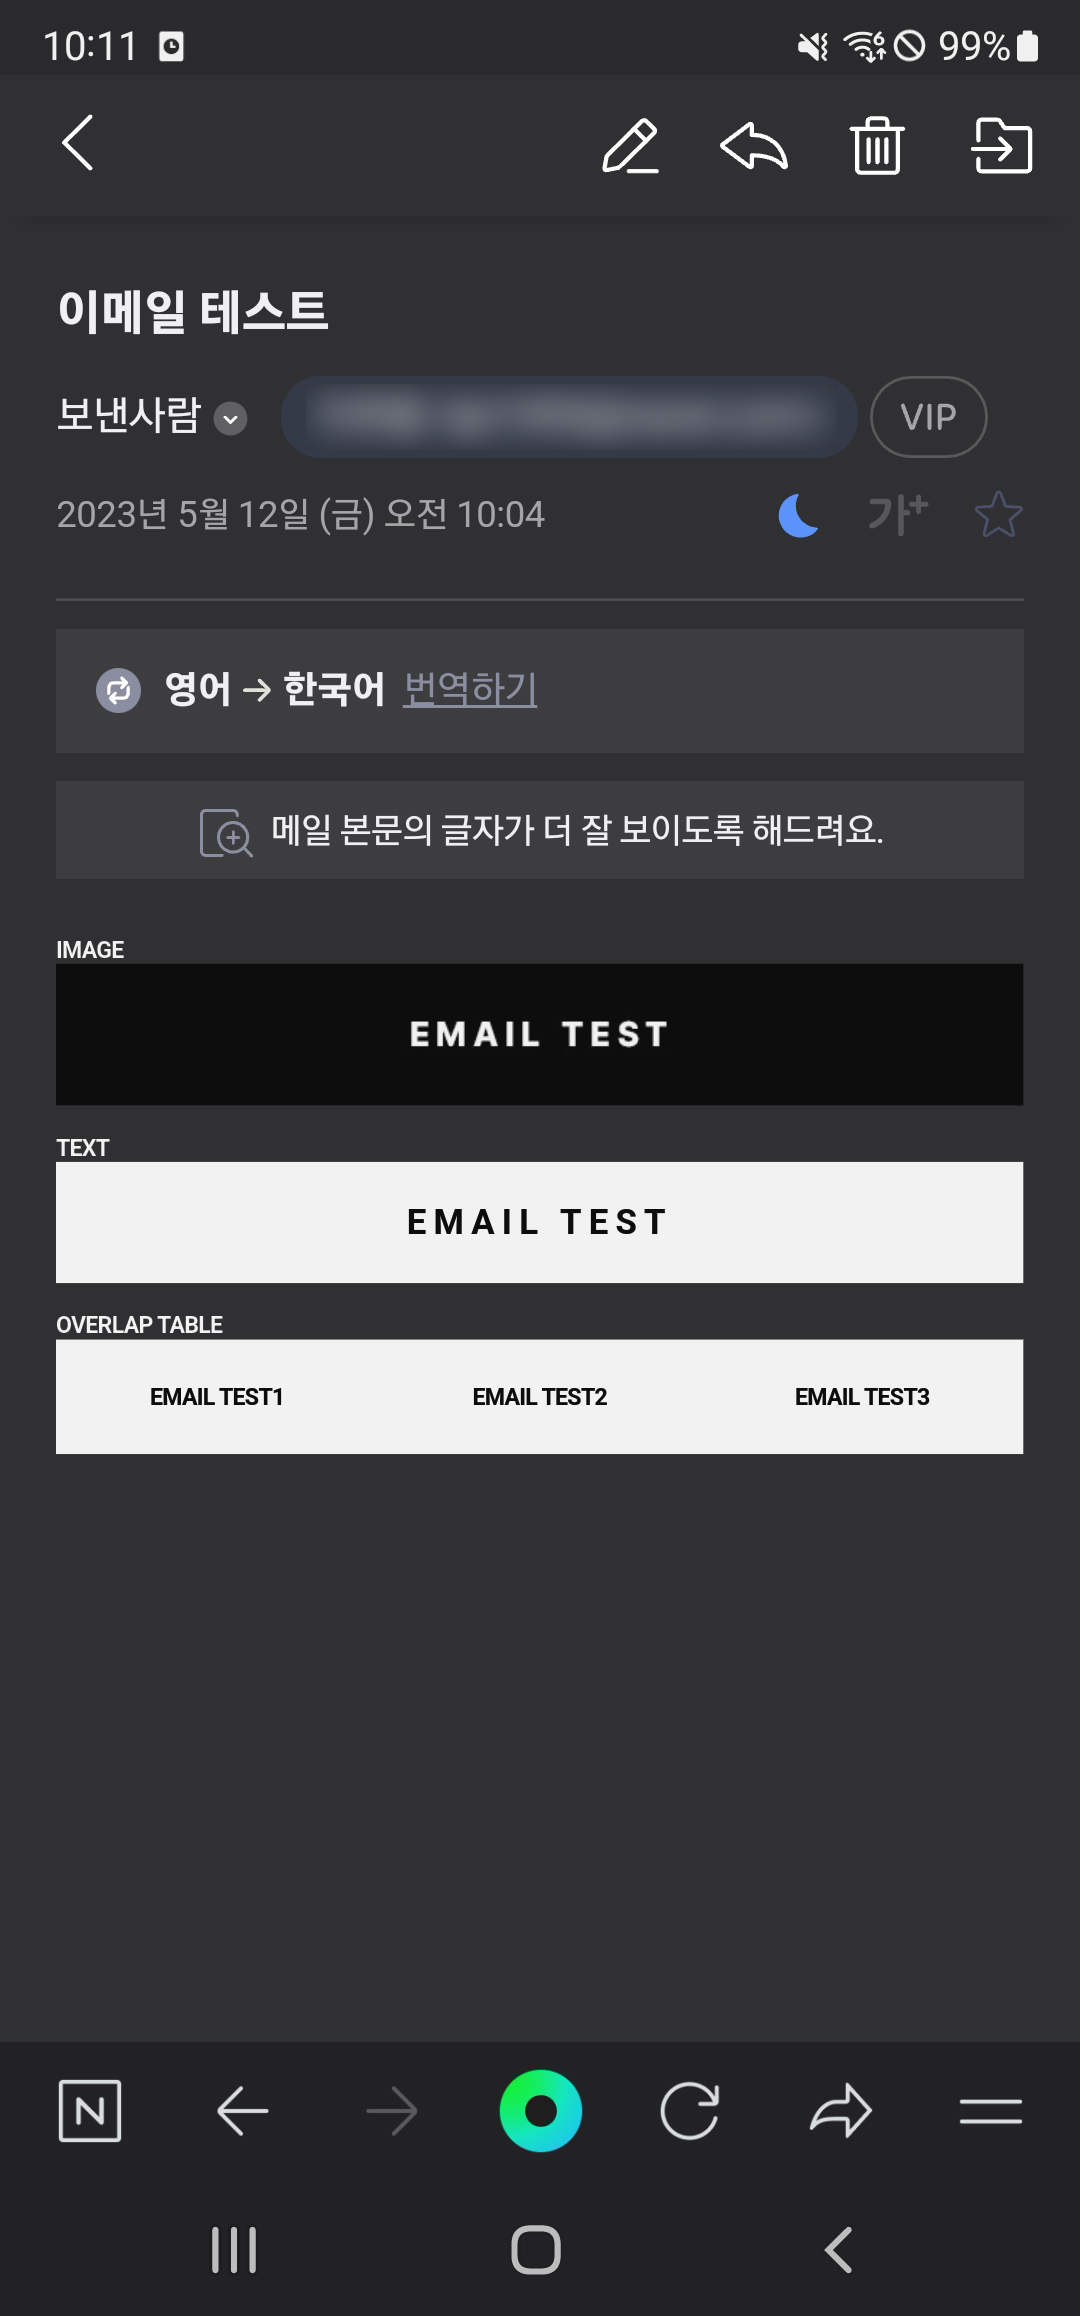 10:11 99%
이메일 테스트
보낸사람 VIP
2023년 5월 12일 (금) 오전 10:04 가+
영어 → 한국어 번역하기
메일 본문의 글자가 더 잘 보이도록 해드려요.
IMAGE
EMAIL TEST
TEXT
EMAIL TEST
OVERLAP TABLE
EMAIL TEST1 EMAIL TEST2 EMAIL TEST3
N